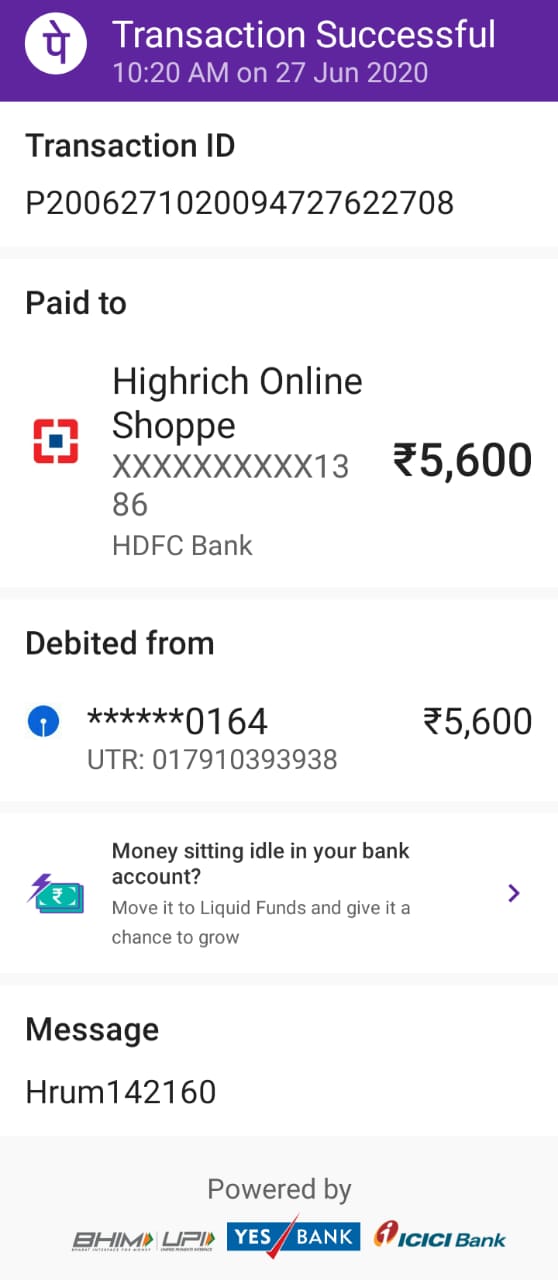 पे
Transaction Successful
10:20 AM on 27 Jun 2020
Transaction ID
P2006271020094727622708
Paid to
Highrich Online
Shoppe
XXXXXXXXXX13
86
₹5,600
HDFC Bank
Debited from
******0164
₹5,600
UTR: 017910393938
Money sitting idle in your bank
account?
Move it to Liquid Funds and give it a
chance to grow
Message
Hrum142160
Powered by
BHIM UPI YES BANK ICICI Bank